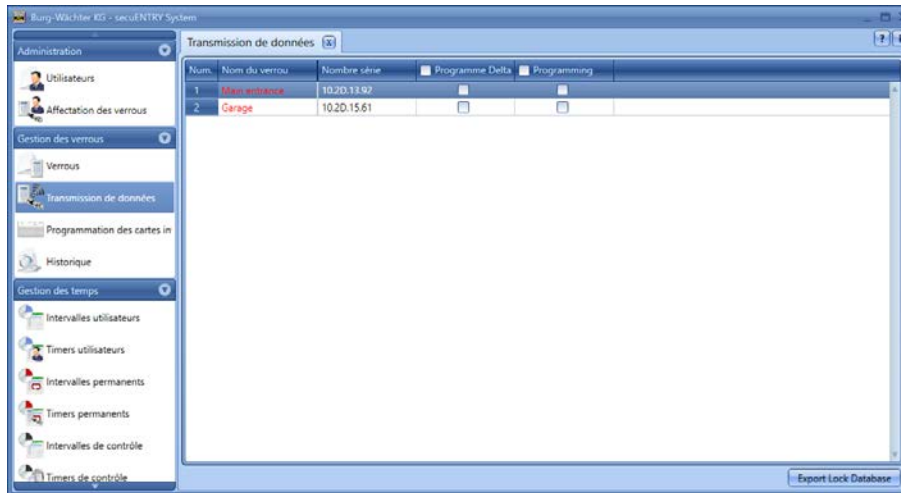 Burg-Wächter KG - secuENTRY System
Administration
Utilisateurs
Affectation des verrous
Gestion des verrous
Verrous
Transmission de données
Programmation des cartes in
Historique
Gestion des temps
Intervalles utilisateurs
Timers utilisateurs
Intervalles permanents
Timers permanents
Intervalles de contrôle
Timers de contrôle
Transmission de données
Num. Nom du verrou Nombre série Programme Delta Programming
1 Main entrance 10.2D.13.92
2 Garage 10.2D.15.61
Export Lock Database